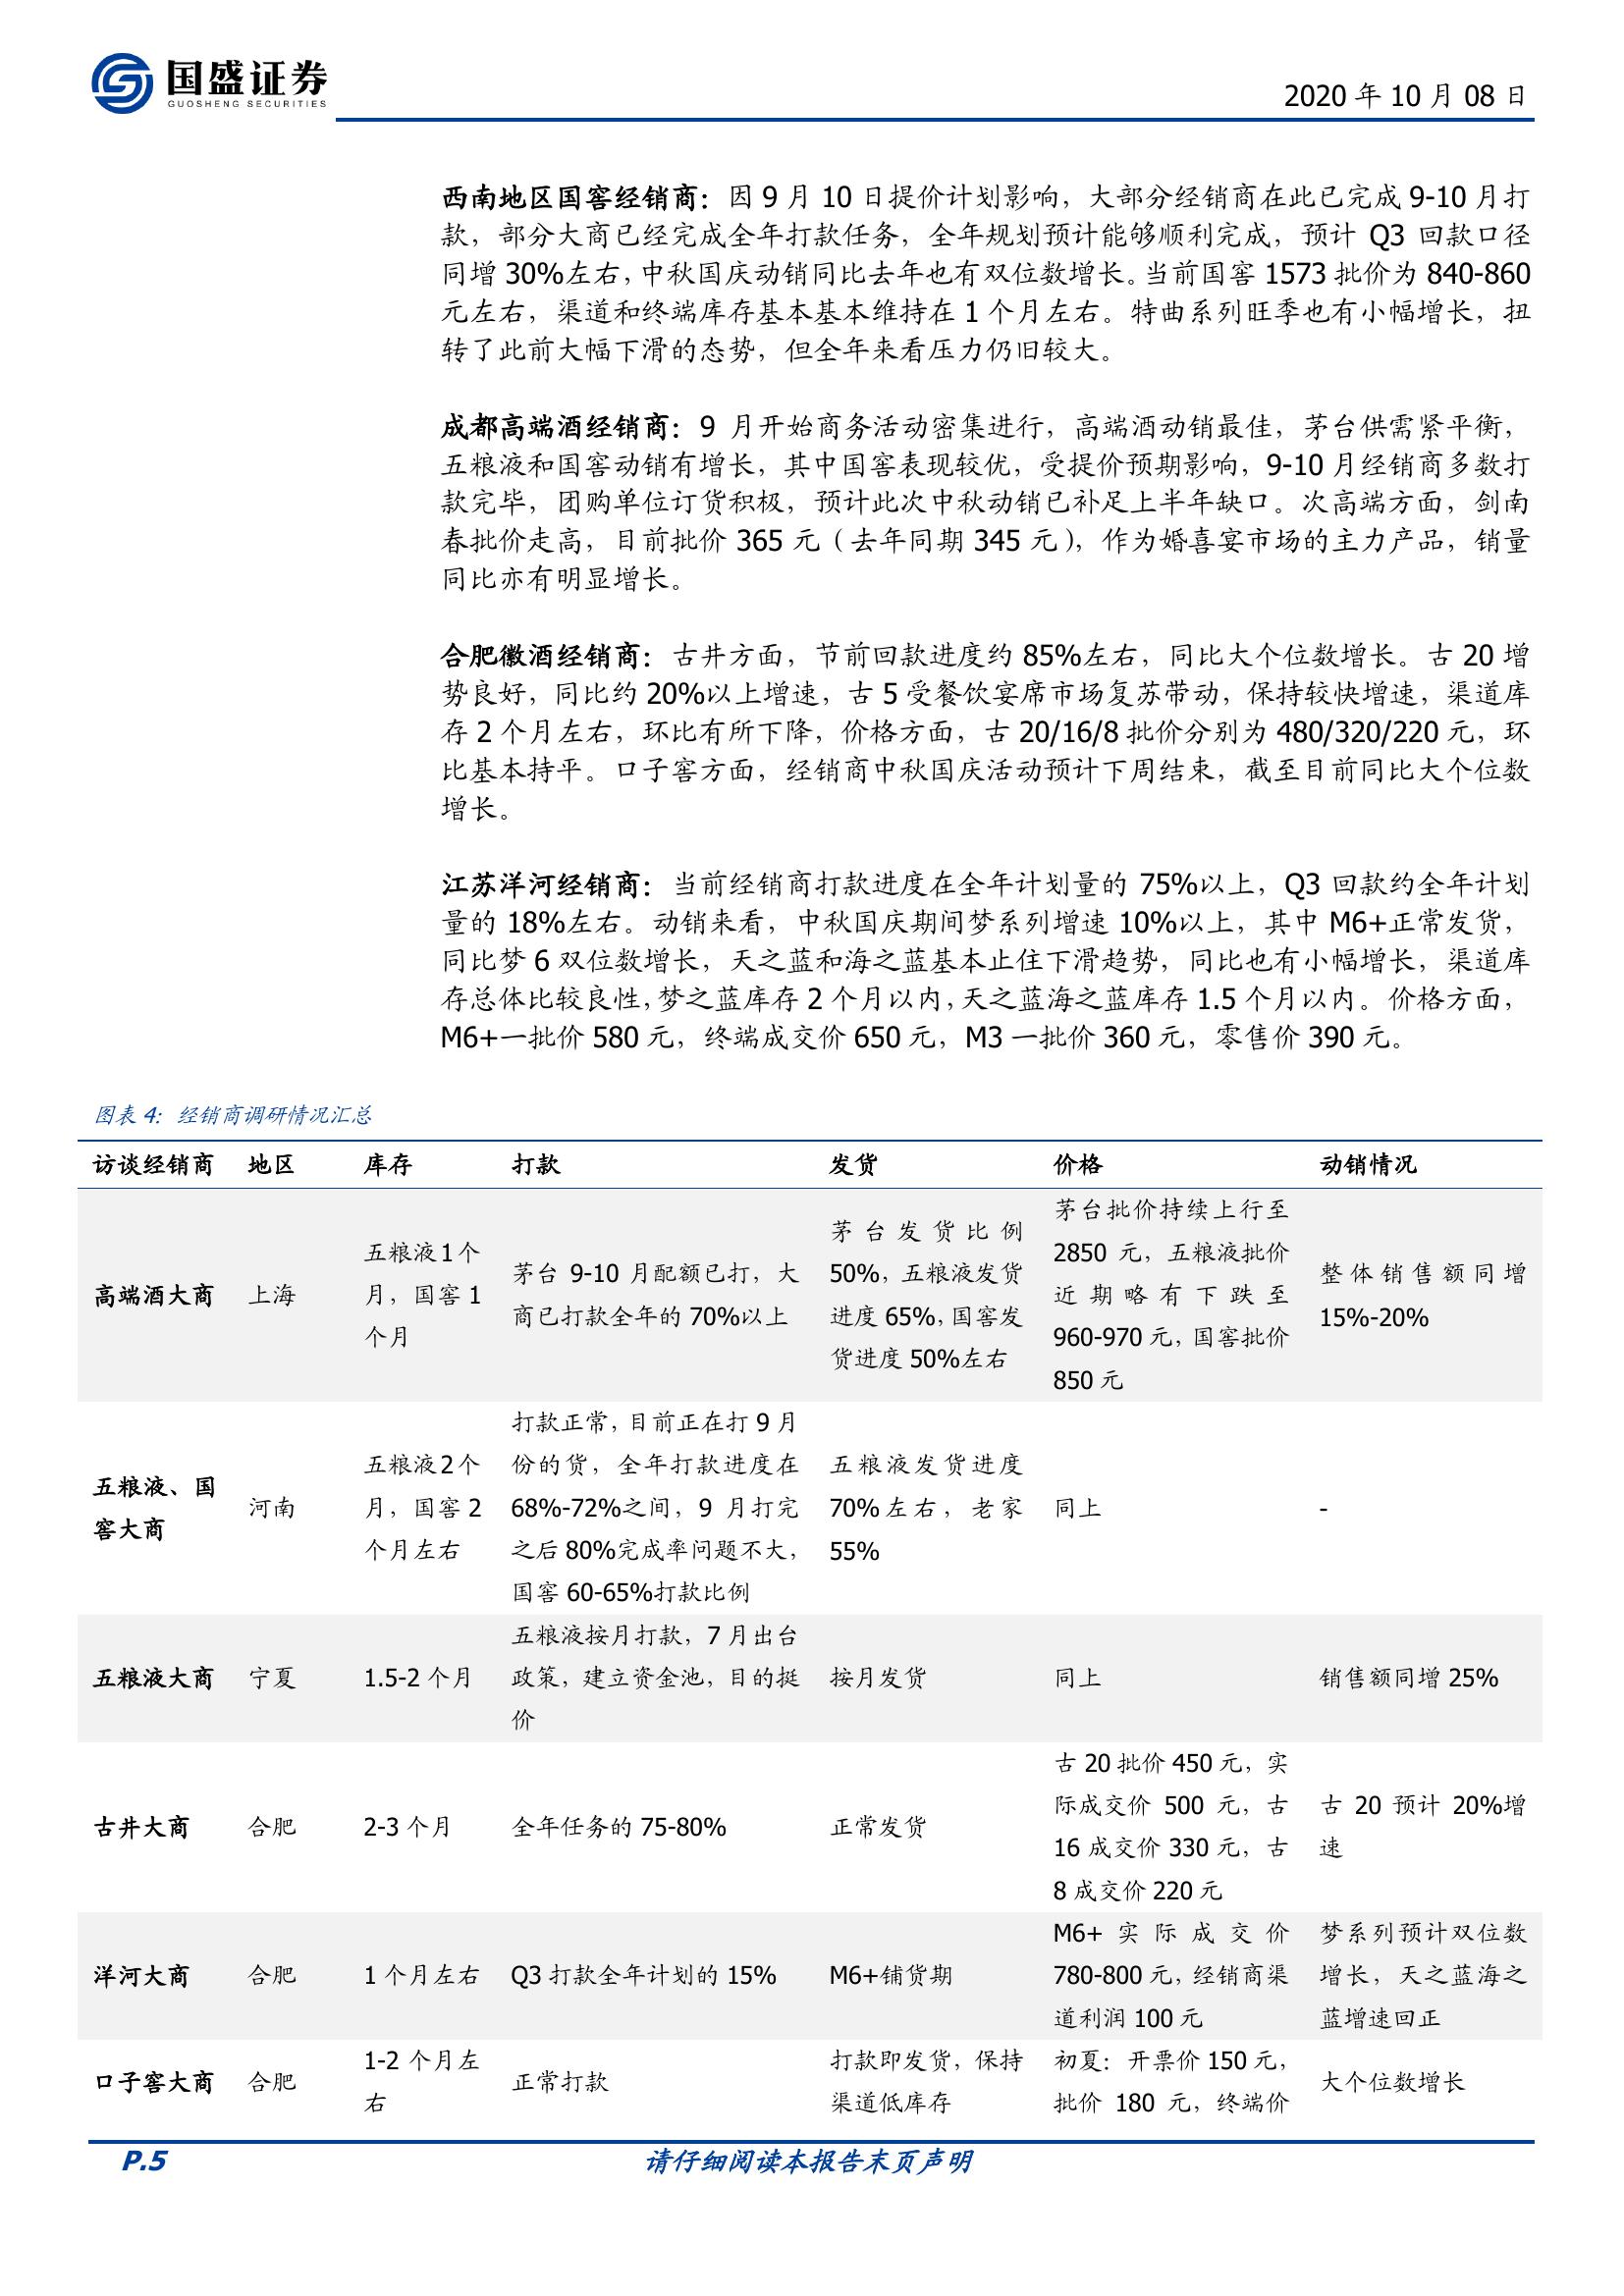 国盛证券
GUOSHENG SECURITIES
2020 年 10 月 08 日
西南地区国窖经销商：因 9 月 10 日提价计划影响，大部分经销商在此已完成 9-10 月打
款，部分大商已经完成全年打款任务，全年规划预计能够顺利完成，预计 Q3 回款口径
同增 30%左右，中秋国庆动销同比去年也有双位数增长。当前国窖 1573 批价为 840-860
元左右，渠道和终端库存基本基本维持在 1 个月左右。特曲系列旺季也有小幅增长，扭
转了此前大幅下滑的态势，但全年来看压力仍旧较大。
成都高端酒经销商：9 月开始商务活动密集进行，高端酒动销最佳，茅台供需紧平衡，
五粮液和国窖动销有增长，其中国窖表现较优，受提价预期影响，9-10 月经销商多数打
款完毕，团购单位订货积极，预计此次中秋动销已补足上半年缺口。次高端方面，剑南
春批价走高，目前批价 365 元（去年同期 345 元），作为婚喜宴市场的主力产品，销量
同比亦有明显增长。
合肥徽酒经销商：古井方面，节前回款进度约 85%左右，同比大个位数增长。古 20 增
势良好，同比约 20%以上增速，古 5 受餐饮宴席市场复苏带动，保持较快增速，渠道库
存 2 个月左右，环比有所下降，价格方面，古 20/16/8 批价分别为 480/320/220 元，环
比基本持平。口子窖方面，经销商中秋国庆活动预计下周结束，截至目前同比大个位数
增长。
江苏洋河经销商：当前经销商打款进度在全年计划量的 75%以上，Q3 回款约全年计划
量的 18%左右。动销来看，中秋国庆期间梦系列增速 10%以上，其中 M6+正常发货，
同比梦 6 双位数增长，天之蓝和海之蓝基本止住下滑趋势，同比也有小幅增长，渠道库
存总体比较良性，梦之蓝库存 2 个月以内，天之蓝海之蓝库存 1.5 个月以内。价格方面，
M6+一批价 580 元，终端成交价 650 元，M3 一批价 360 元，零售价 390 元。
图表 4：经销商调研情况汇总
访谈经销商 地区 库存 打款 发货 价格 动销情况
高端酒大商
上海
五粮液 1 个
月，国窖 1
个月
茅台 9-10 月配额已打，大
商已打款全年的 70%以上
茅台发货比例
50%，五粮液发货
进度 65%，国窖发
货进度 50%左右
茅台批价持续上行至
2850 元，五粮液批价
近期略有下跌至
960-970 元，国窖批价
850 元
整体销售额同增
15%-20%
五粮液、国
窖大商
河南
五粮液 2 个
月，国窖 2
个月左右
打款正常，目前正在打 9 月
份的货，全年打款进度在
68%-72%之间，9 月打完
之后 80%完成率问题不大，
国窖 60-65%打款比例
五粮液发货进度
70%左右，老家
55%
同上
-
五粮液大商
宁夏
1.5-2 个月
五粮液按月打款，7 月出台
政策，建立资金池，目的挺
价
按月发货
同上
销售额同增 25%
古井大商
合肥
2-3 个月
全年任务的 75-80%
正常发货
古 20 批价 450 元，实
际成交价 500 元，古
16 成交价 330 元，古
8 成交价 220 元
古 20 预计 20%增
速
洋河大商
合肥
1 个月左右
Q3 打款全年计划的 15%
M6+铺货期
M6+ 实际成交价
780-800 元，经销商渠
道利润 100 元
梦系列预计双位数
增长，天之蓝海之
蓝增速回正
口子窖大商
合肥
1-2 个月左
右
正常打款
打款即发货，保持
渠道低库存
初夏：开票价 150 元，
批价 180 元，终端价
大个位数增长
P.5
请仔细阅读本报告末页声明